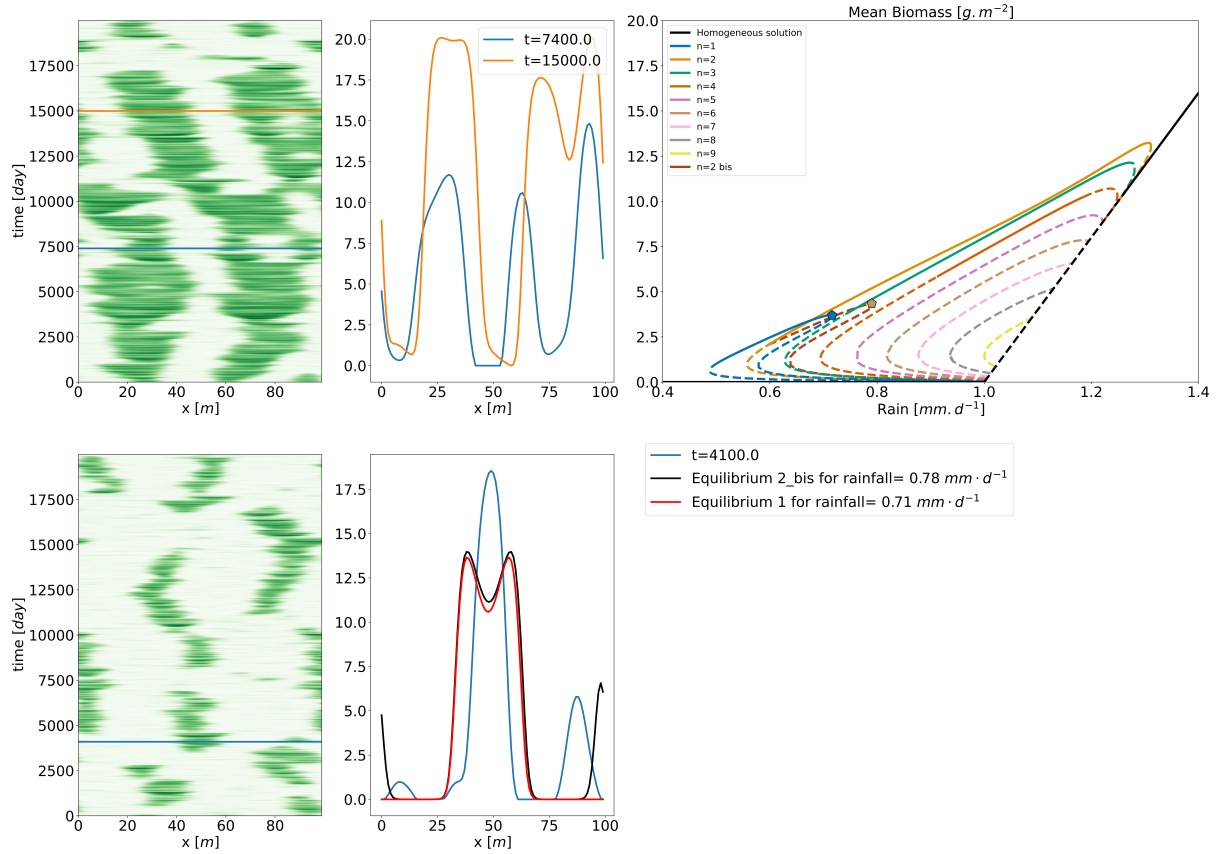 Mean Biomass [g.m⁻²]
17500
15000
12500
10000
7500
5000
2500
0
time [day]
0
20
40
60
80
x [m]
20.0
17.5
15.0
12.5
10.0
7.5
5.0
2.5
0.0
0
25
50
75
100
x [m]
t=7400.0
t=15000.0
20.0
17.5
15.0
12.5
10.0
7.5
5.0
2.5
0.0
Homogeneous solution
n=1
n=2
n=3
n=4
n=5
n=6
n=7
n=8
n=9
n=2 bis
0.4
0.6
0.8
1.0
1.2
1.4
Rain [mm.d⁻¹]
17500
15000
12500
10000
7500
5000
2500
0
time [day]
0
20
40
60
80
x [m]
17.5
15.0
12.5
10.0
7.5
5.0
2.5
0.0
0
25
50
75
100
x [m]
t=4100.0
Equilibrium 2_bis for rainfall= 0.78 mm · d⁻¹
Equilibrium 1 for rainfall= 0.71 mm · d⁻¹